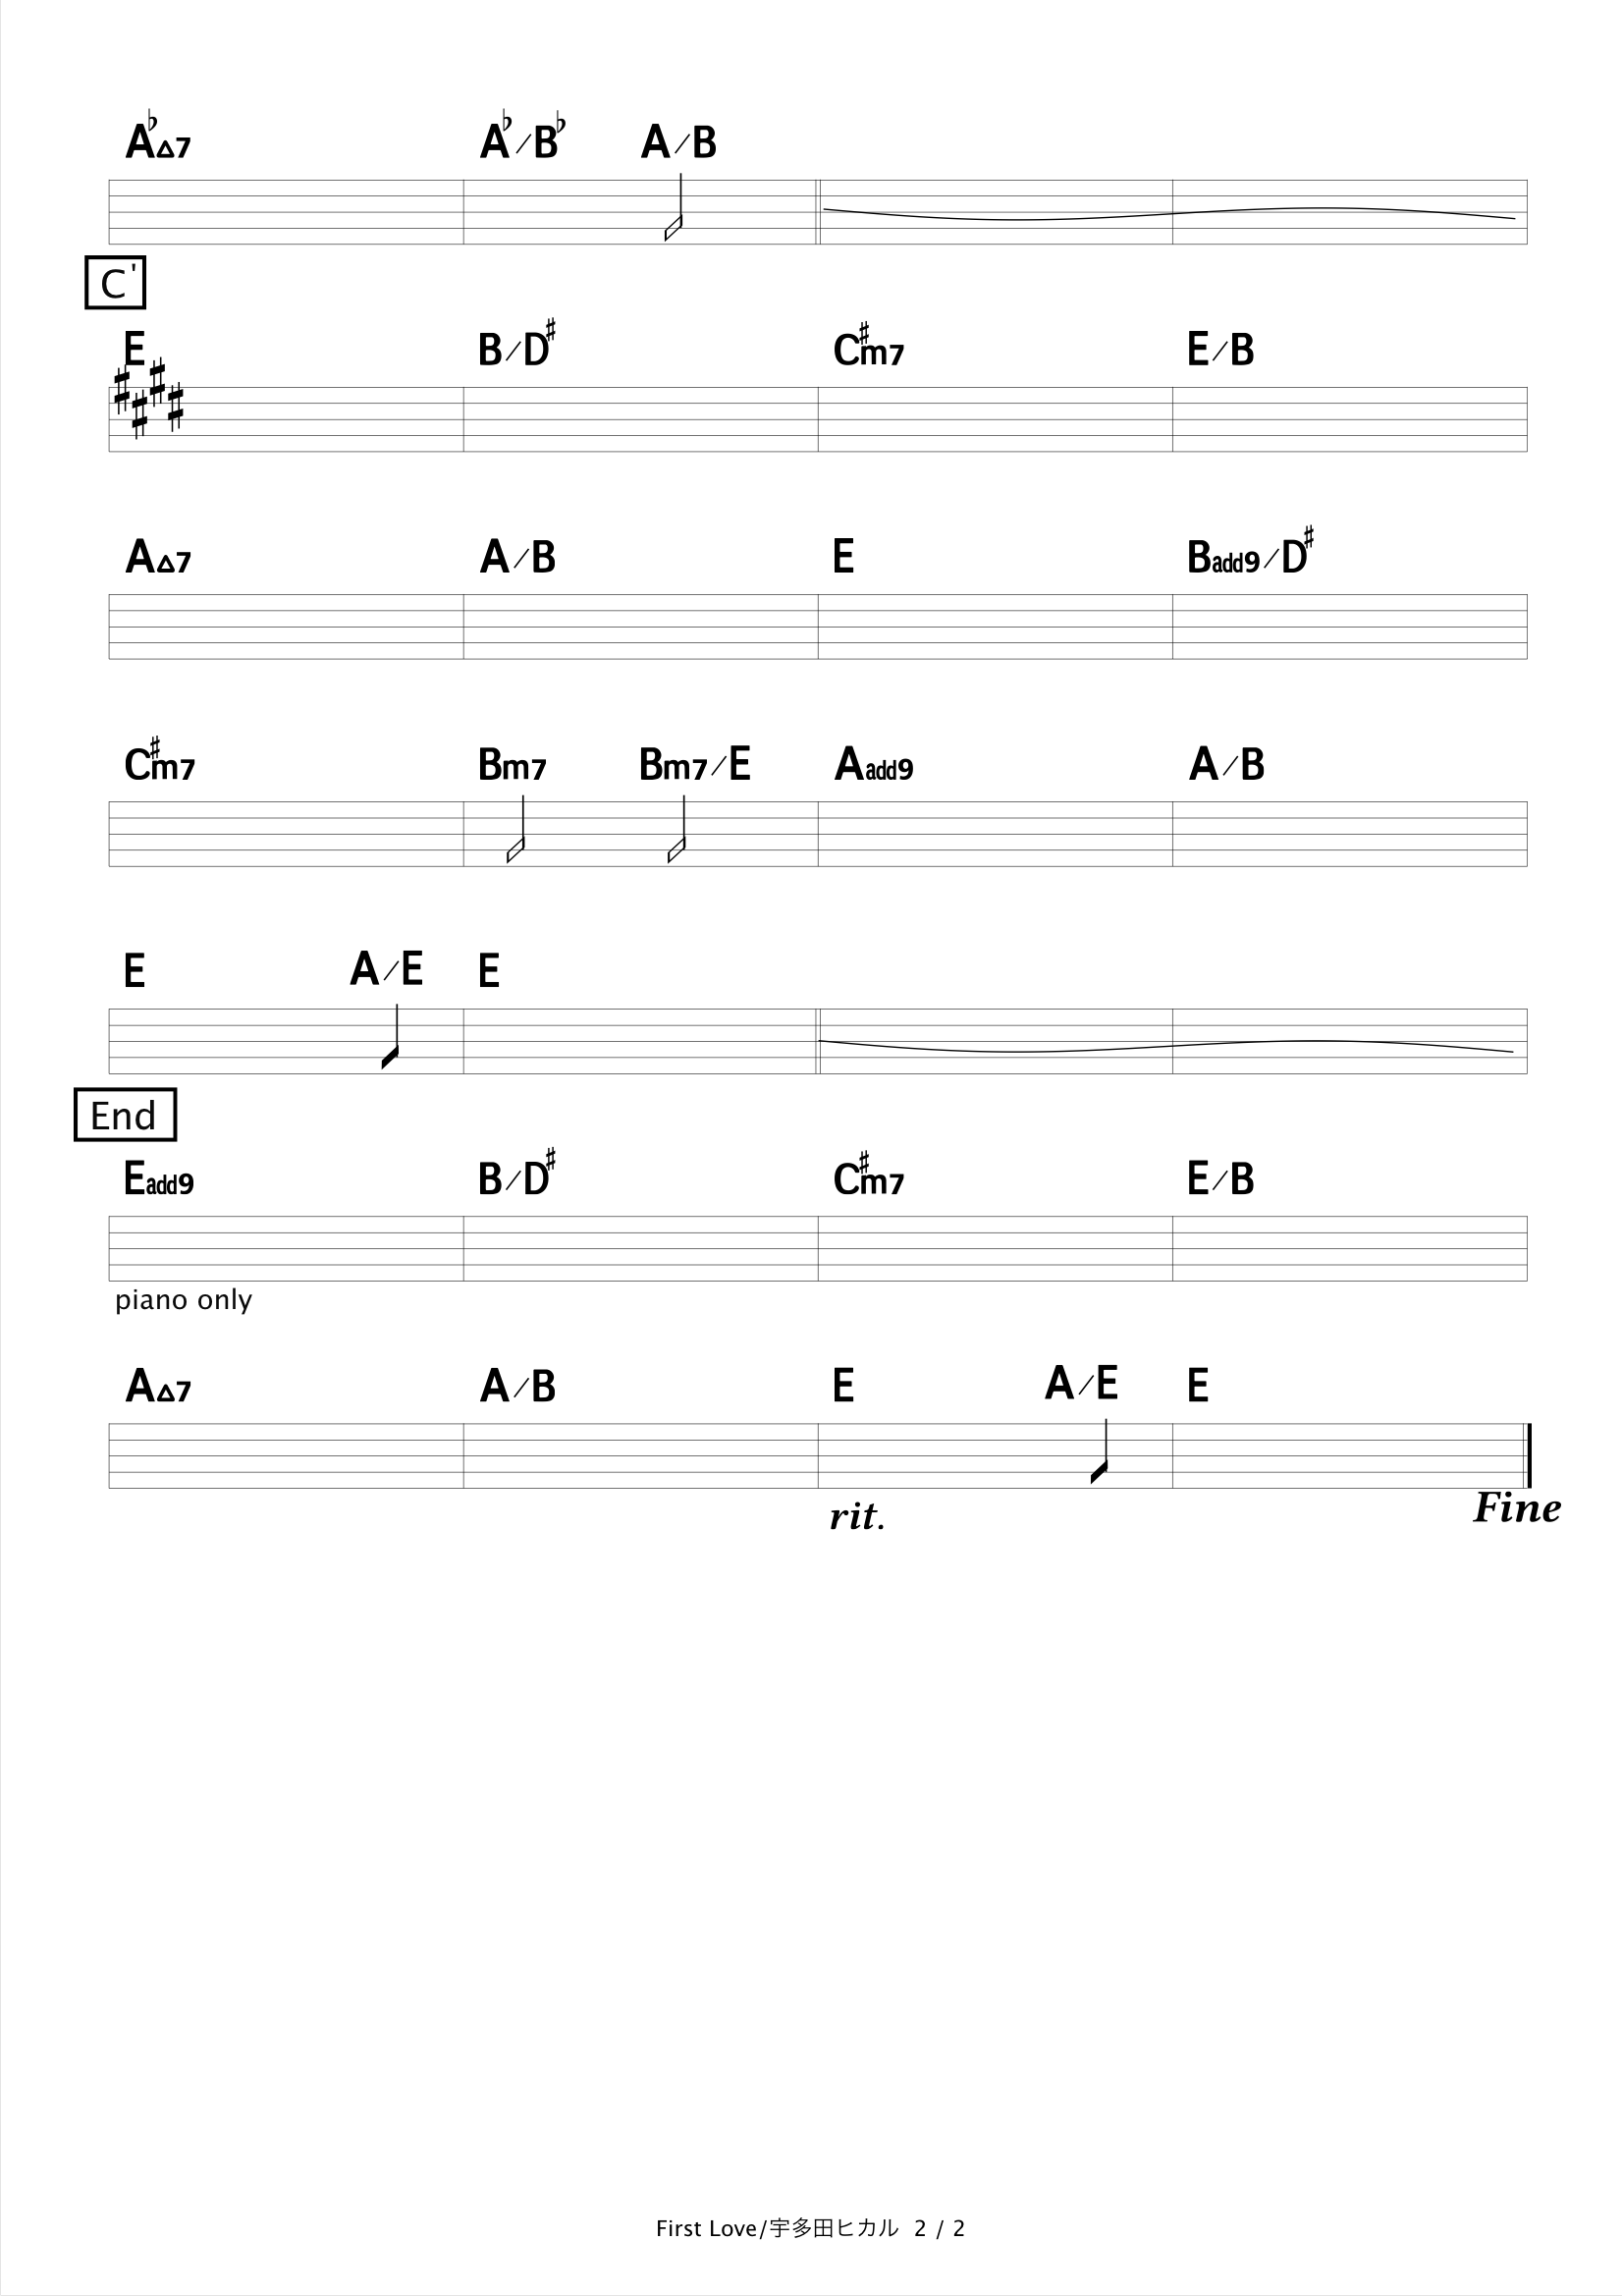 A♭△7 A♭/B♭ A/B
C'
E B/D♯ C♯m7 E/B
A△7 A/B E Badd9/D♯
C♯m7 Bm7 Bm7/E Aadd9 A/B
E A/E E
End
Eadd9 B/D♯ C♯m7 E/B
piano only
A△7 A/B E A/E E
rit. Fine
First Love/宇多田ヒカル 2 / 2